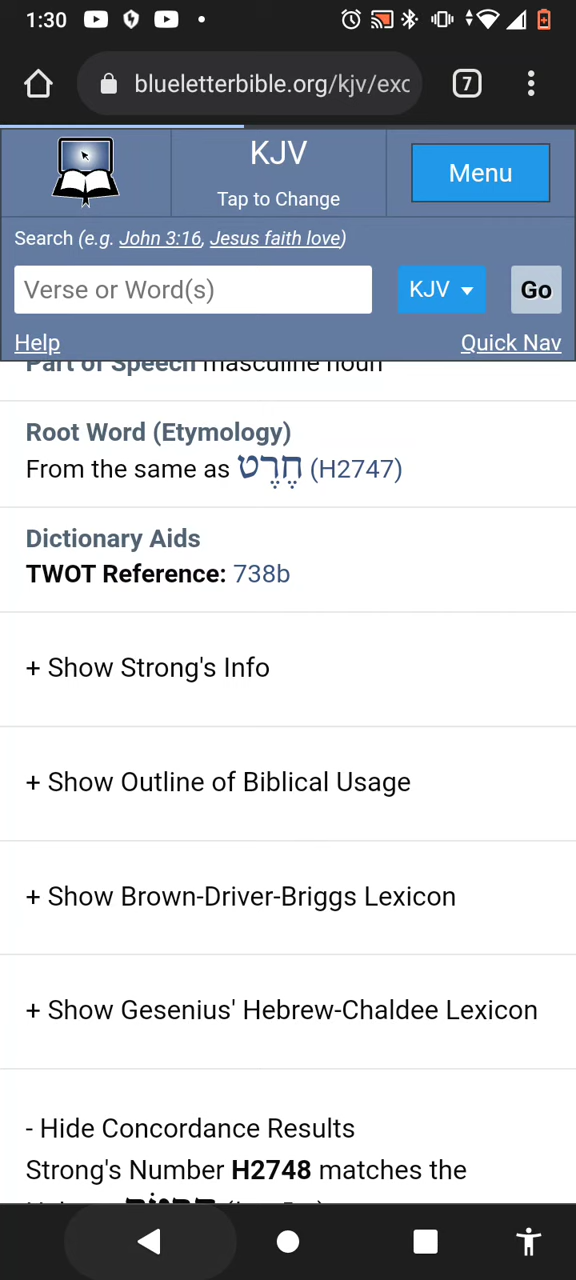 1:30
blueletterbible.org/kjv/exc
7
KJV
Tap to Change
Menu
Search (e.g. John 3:16, Jesus faith love)
Verse or Word(s)
KJV
Go
Help
Quick Nav
Part of Speech masculine noun
Root Word (Etymology)
From the same as חֶרֶט (H2747)
Dictionary Aids
TWOT Reference: 738b
+ Show Strong's Info
+ Show Outline of Biblical Usage
+ Show Brown-Driver-Briggs Lexicon
+ Show Gesenius' Hebrew-Chaldee Lexicon
- Hide Concordance Results
Strong's Number H2748 matches the